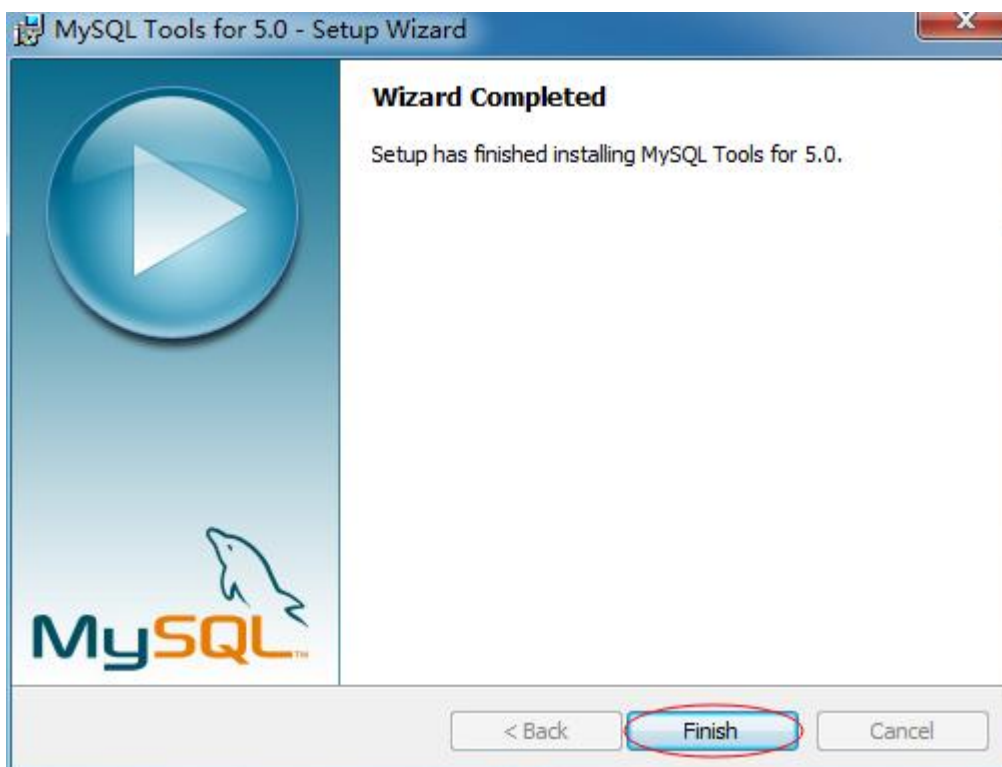 MySQL Tools for 5.0 - Setup Wizard
Wizard Completed
Setup has finished installing MySQL Tools for 5.0.
MySQL™
< Back
Finish
Cancel